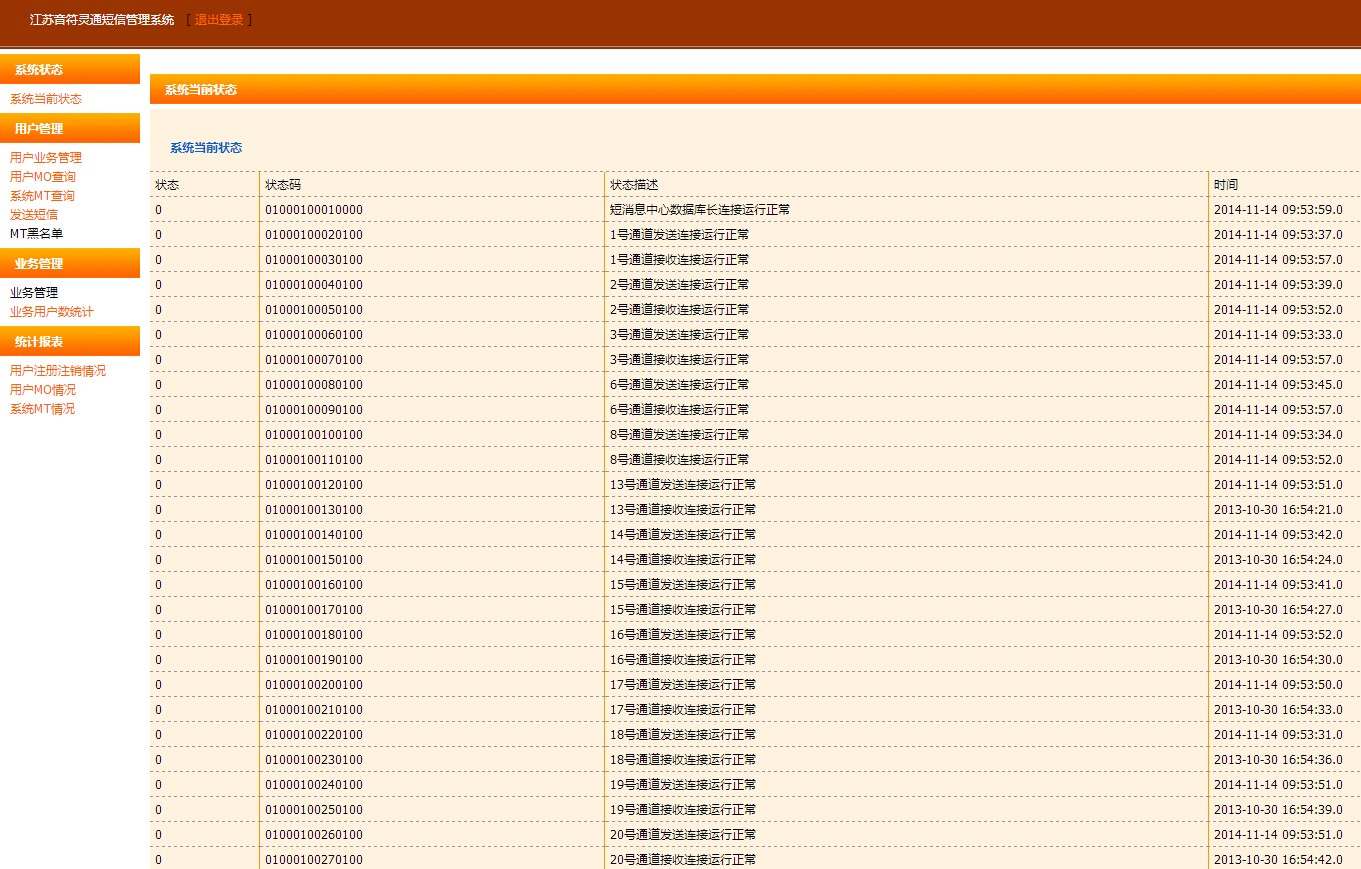 江苏音符灵通短信管理系统 [ 退出登录 ]
系统状态
系统当前状态
用户管理
用户业务管理
用户MO查询
系统MT查询
发送短信
MT黑名单
业务管理
业务管理
业务用户数统计
统计报表
用户注册注销情况
用户MO情况
系统MT情况
系统当前状态
系统当前状态
状态 状态码 状态描述 时间
0 01000100010000 短消息中心数据库长连接运行正常 2014-11-14 09:53:59.0
0 01000100020100 1号通道发送连接运行正常 2014-11-14 09:53:37.0
0 01000100030100 1号通道接收连接运行正常 2014-11-14 09:53:57.0
0 01000100040100 2号通道发送连接运行正常 2014-11-14 09:53:39.0
0 01000100050100 2号通道接收连接运行正常 2014-11-14 09:53:52.0
0 01000100060100 3号通道发送连接运行正常 2014-11-14 09:53:33.0
0 01000100070100 3号通道接收连接运行正常 2014-11-14 09:53:57.0
0 01000100080100 6号通道发送连接运行正常 2014-11-14 09:53:45.0
0 01000100090100 6号通道接收连接运行正常 2014-11-14 09:53:57.0
0 01000100100100 8号通道发送连接运行正常 2014-11-14 09:53:34.0
0 01000100110100 8号通道接收连接运行正常 2014-11-14 09:53:52.0
0 01000100120100 13号通道发送连接运行正常 2014-11-14 09:53:51.0
0 01000100130100 13号通道接收连接运行正常 2013-10-30 16:54:21.0
0 01000100140100 14号通道发送连接运行正常 2014-11-14 09:53:42.0
0 01000100150100 14号通道接收连接运行正常 2013-10-30 16:54:24.0
0 01000100160100 15号通道发送连接运行正常 2014-11-14 09:53:41.0
0 01000100170100 15号通道接收连接运行正常 2013-10-30 16:54:27.0
0 01000100180100 16号通道发送连接运行正常 2014-11-14 09:53:52.0
0 01000100190100 16号通道接收连接运行正常 2013-10-30 16:54:30.0
0 01000100200100 17号通道发送连接运行正常 2014-11-14 09:53:50.0
0 01000100210100 17号通道接收连接运行正常 2013-10-30 16:54:33.0
0 01000100220100 18号通道发送连接运行正常 2014-11-14 09:53:31.0
0 01000100230100 18号通道接收连接运行正常 2013-10-30 16:54:36.0
0 01000100240100 19号通道发送连接运行正常 2014-11-14 09:53:51.0
0 01000100250100 19号通道接收连接运行正常 2013-10-30 16:54:39.0
0 01000100260100 20号通道发送连接运行正常 2014-11-14 09:53:51.0
0 01000100270100 20号通道接收连接运行正常 2013-10-30 16:54:42.0